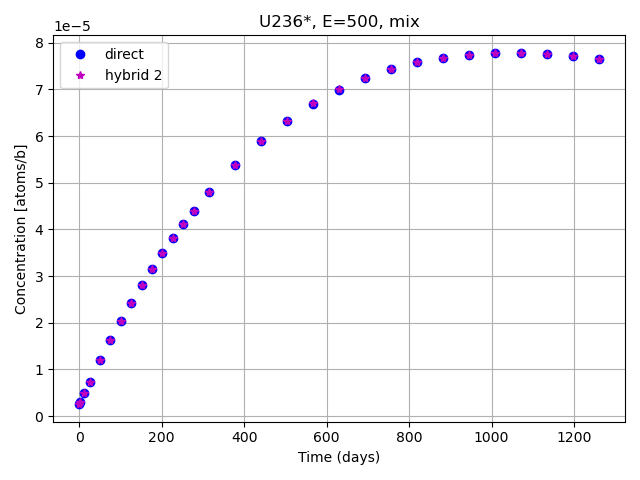 U236*, E=500, mix
1e−5
direct
hybrid 2
8
7
6
5
4
3
2
1
0
Concentration [atoms/b]
0 200 400 600 800 1000 1200
Time (days)